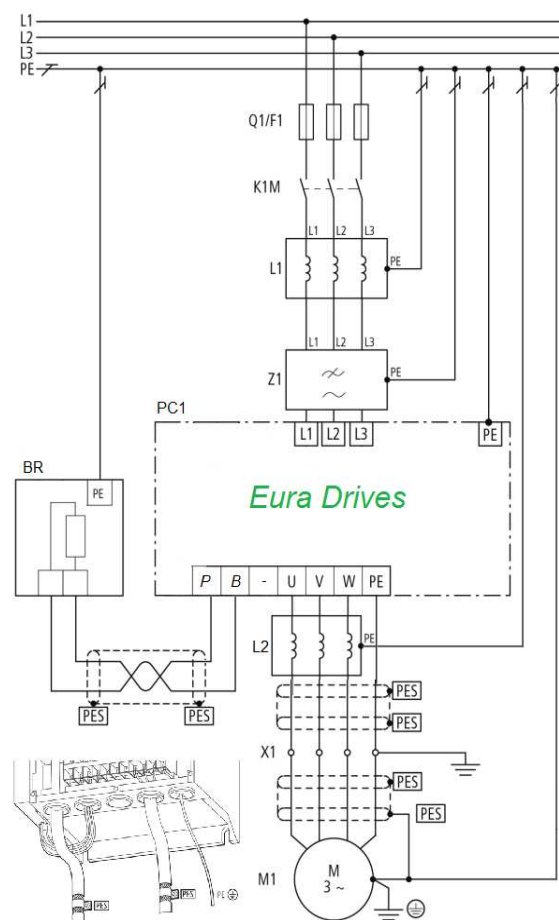 L1
L2
L3
PE
Q1/F1
K1M
L1 L2 L3
L1
PE
L1 L2 L3
Z1
PE
PC1
L1 L2 L3 PE
BR
PE
Eura Drives
P B - U V W PE
L2
PE
PES
PES
PES PES
X1
PES
PES
PES
PES
PES
PE
M1
M
3 ~